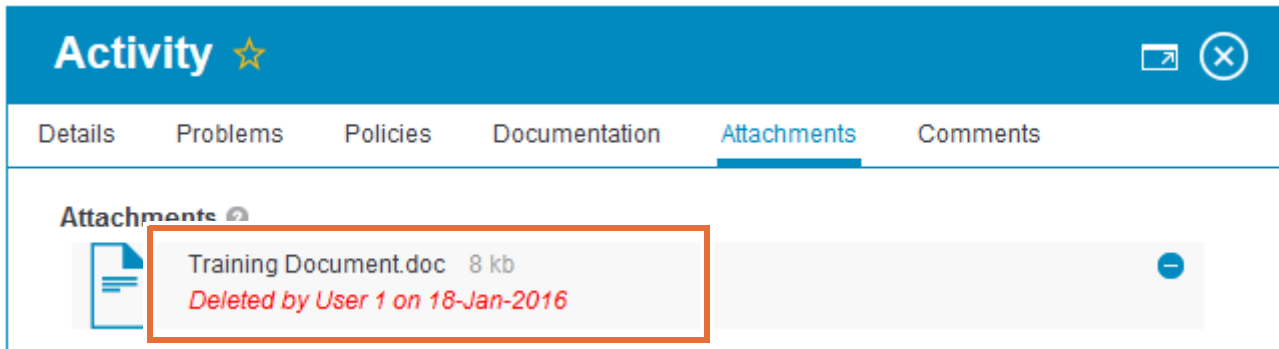 Activity
Details Problems Policies Documentation Attachments Comments
Attachments
Training Document.doc 8 kb
Deleted by User 1 on 18-Jan-2016